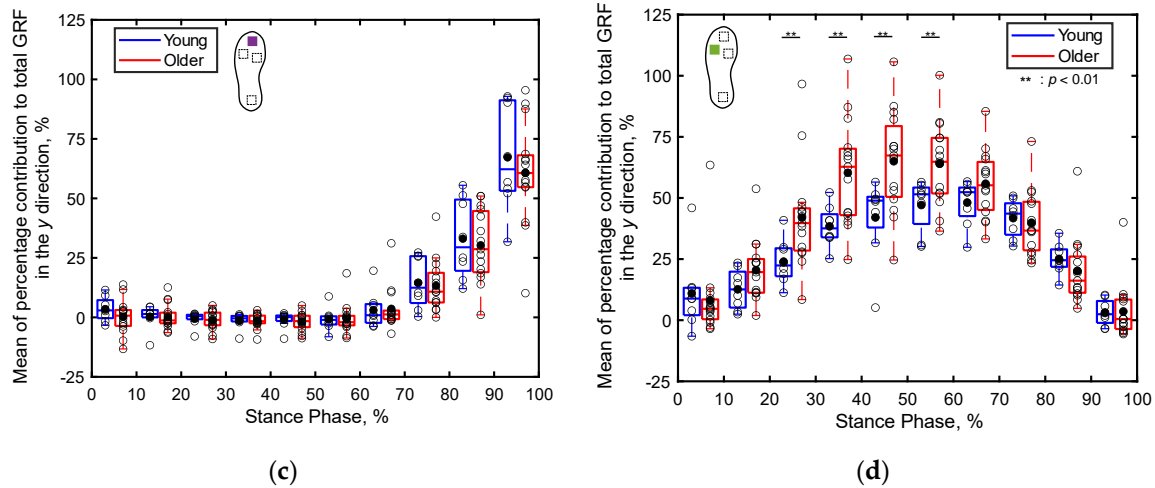 Mean of percentage contribution to total GRF
in the y direction, %
125
100
75
50
25
0
-25
Young
Older
0 10 20 30 40 50 60 70 80 90 100
Stance Phase, %
(c)
Mean of percentage contribution to total GRF
in the y direction, %
125
100
75
50
25
0
-25
** ** ** **
Young
Older
** : p < 0.01
0 10 20 30 40 50 60 70 80 90 100
Stance Phase, %
(d)